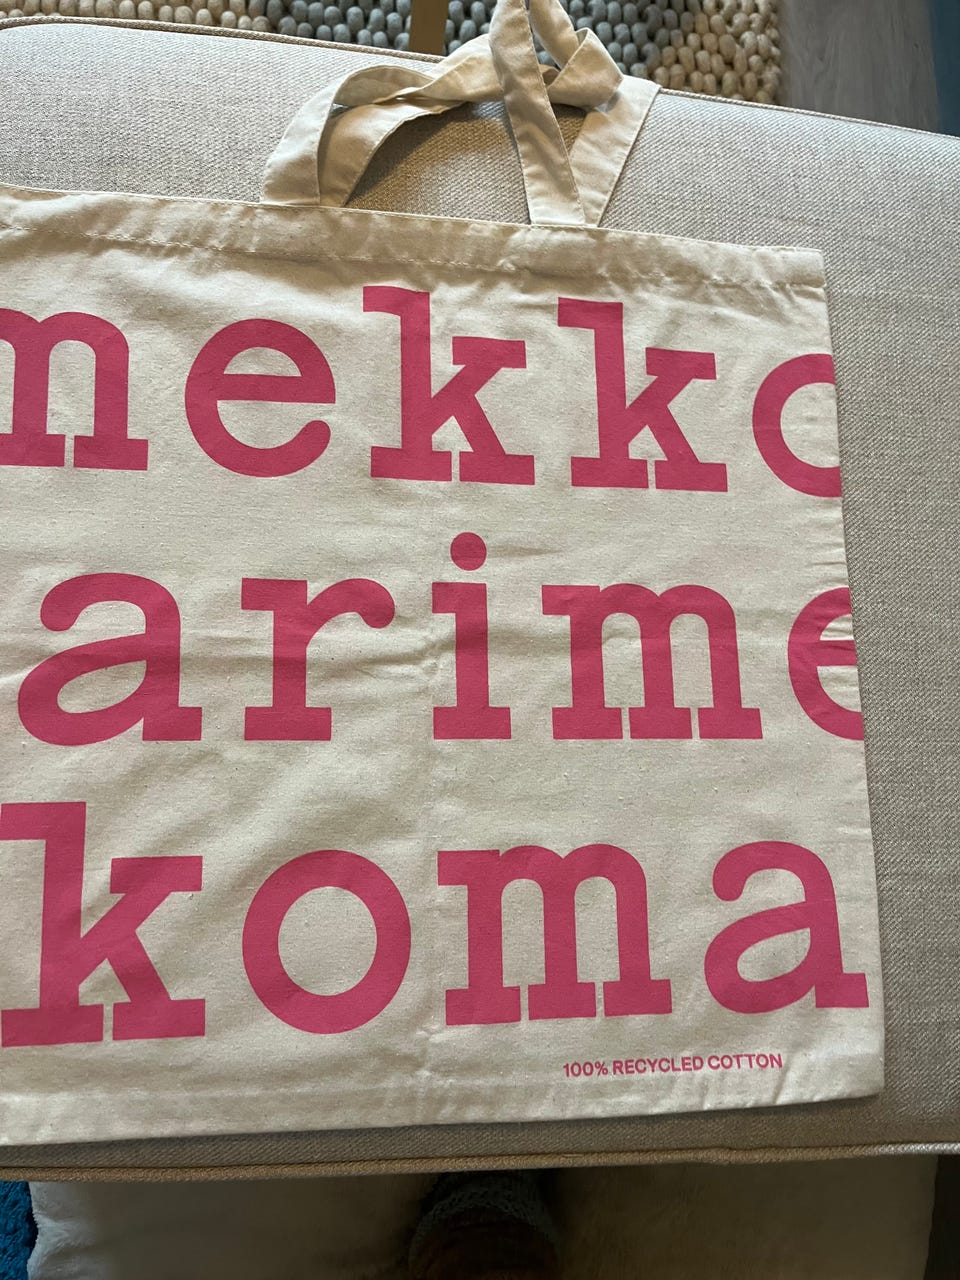 mekko
arime
koma
100% RECYCLED COTTON